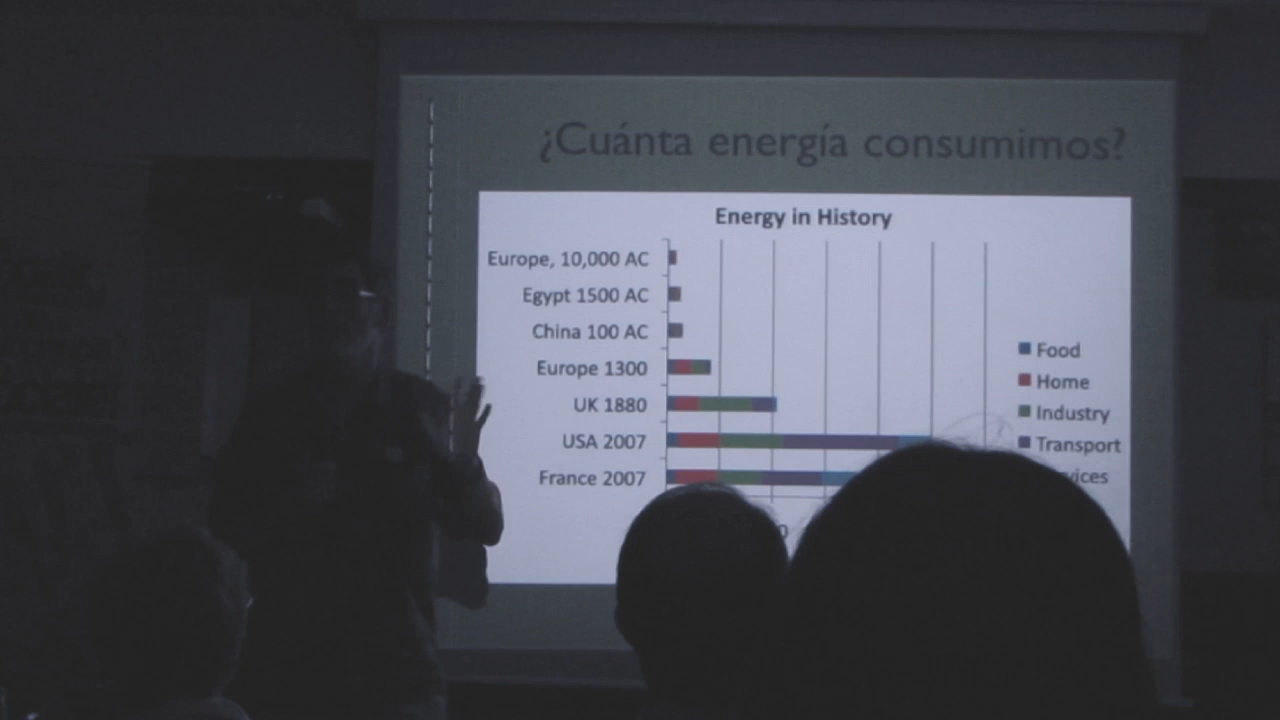 ¿Cuánta energía consumimos?
Energy in History
Europe, 10,000 AC
Egypt 1500 AC
China 100 AC
Europe 1300
UK 1880
USA 2007
France 2007
Food
Home
Industry
Transport